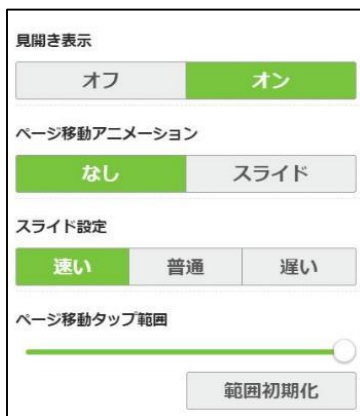 見開き表示
オフ オン
ページ移動アニメーション
なし スライド
スライド設定
速い 普通 遅い
ページ移動タップ範囲
範囲初期化